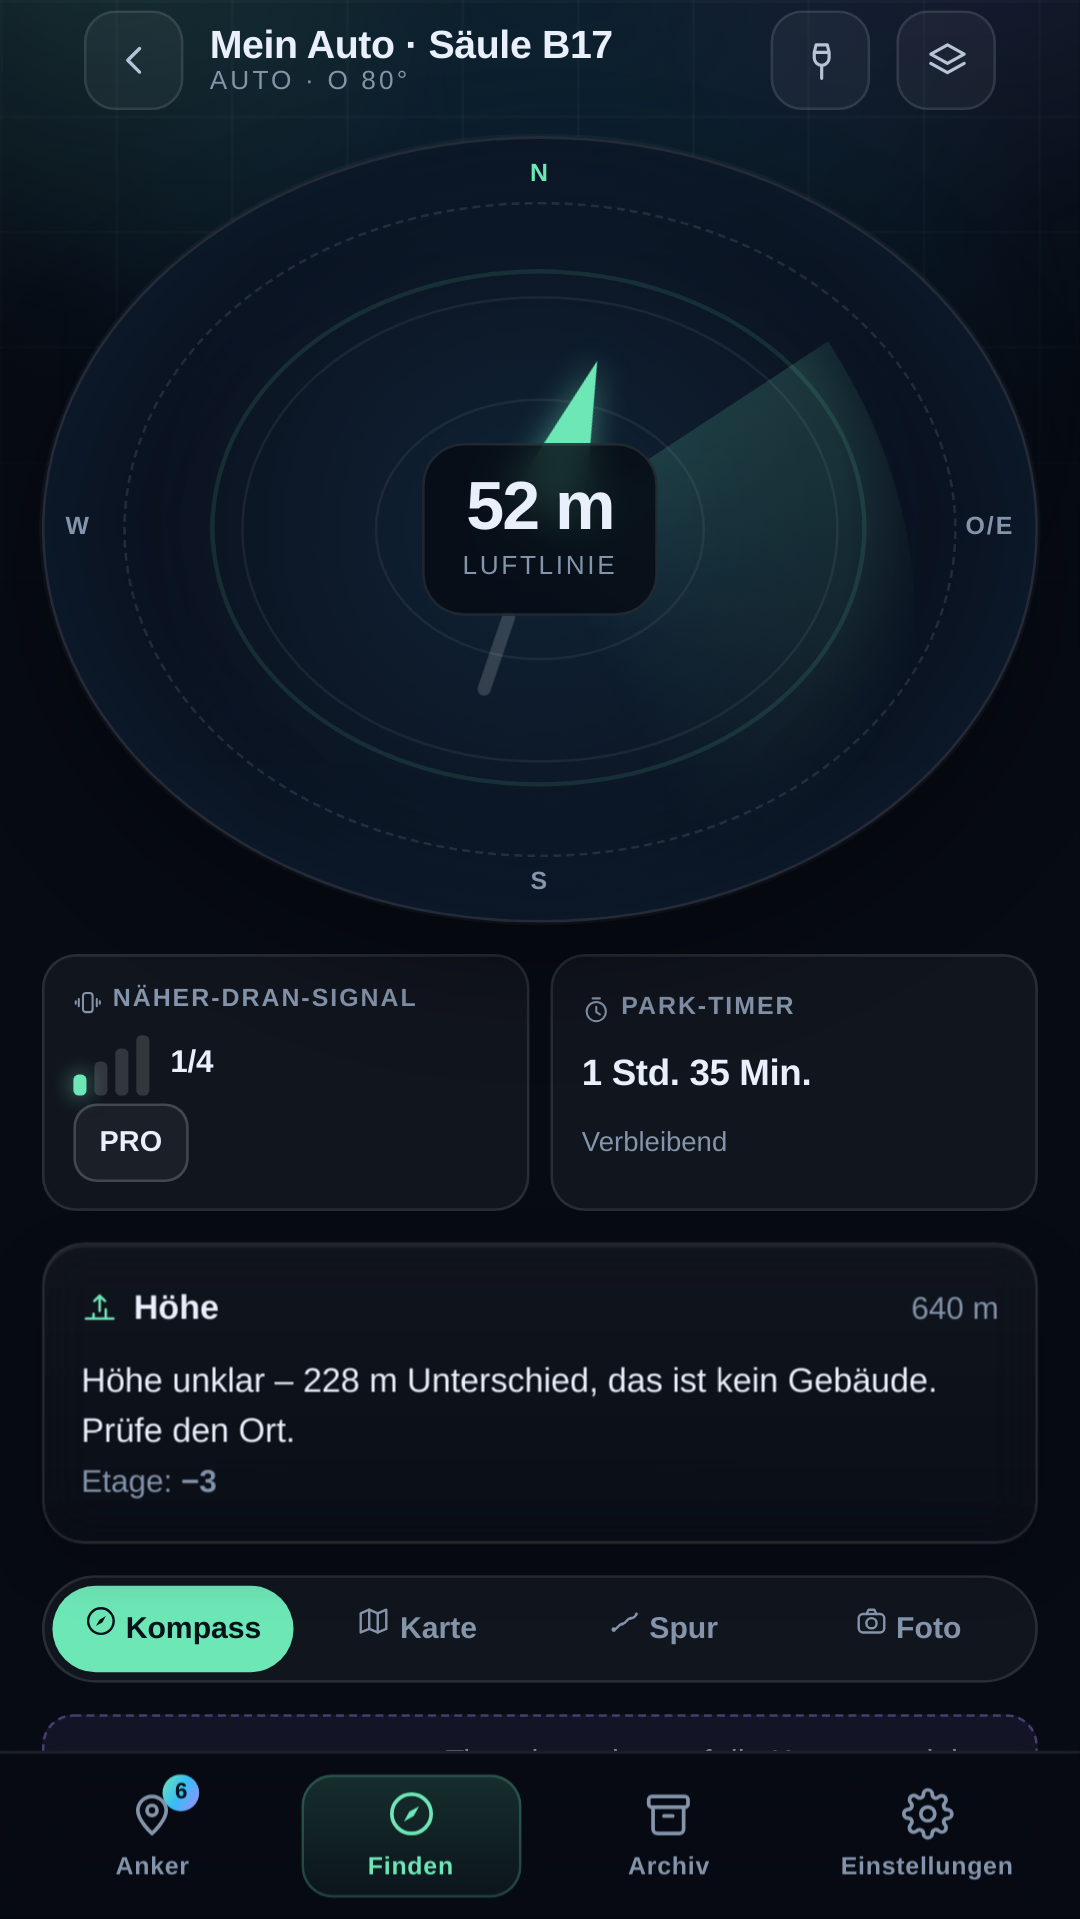 Mein Auto · Säule B17
AUTO · O 80°
N
W
O/E
52 m
LUFTLINIE
S
NÄHER-DRAN-SIGNAL
1/4
PRO
PARK-TIMER
1 Std. 35 Min.
Verbleibend
Höhe
640 m
Höhe unklar – 228 m Unterschied, das ist kein Gebäude.
Prüfe den Ort.
Etage: −3
Kompass
Karte
Spur
Foto
6
Anker
Finden
Archiv
Einstellungen